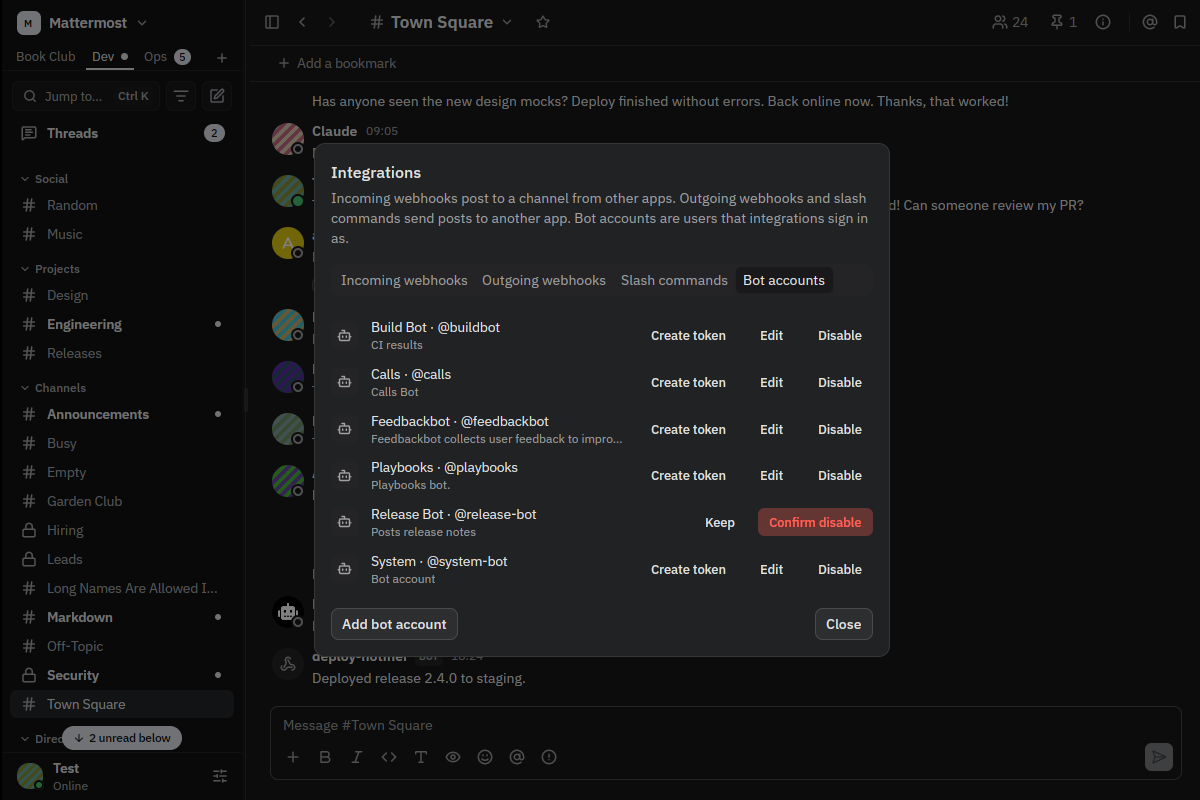 M Mattermost
Book Club Dev Ops 5
Jump to... Ctrl K
Threads 2
Social
Random
Music
Projects
Design
Engineering
Releases
Channels
Announcements
Busy
Empty
Garden Club
Hiring
Leads
Long Names Are Allowed I...
Markdown
Off-Topic
Security
Town Square
2 unread below
Test
Online
Town Square
24 1
Add a bookmark
Has anyone seen the new design mocks? Deploy finished without errors. Back online now. Thanks, that worked!
Claude 09:05
! Can someone review my PR?
A
Integrations
Incoming webhooks post to a channel from other apps. Outgoing webhooks and slash
commands send posts to another app. Bot accounts are users that integrations sign in
as.
Incoming webhooks Outgoing webhooks Slash commands Bot accounts
Build Bot · @buildbot
CI results
Create token Edit Disable
Calls · @calls
Calls Bot
Create token Edit Disable
Feedbackbot · @feedbackbot
Feedbackbot collects user feedback to impro...
Create token Edit Disable
Playbooks · @playbooks
Playbooks bot.
Create token Edit Disable
Release Bot · @release-bot
Posts release notes
Keep Confirm disable
System · @system-bot
Bot account
Create token Edit Disable
Add bot account Close
deploy-notifier BOT
Deployed release 2.4.0 to staging.
Message #Town Square